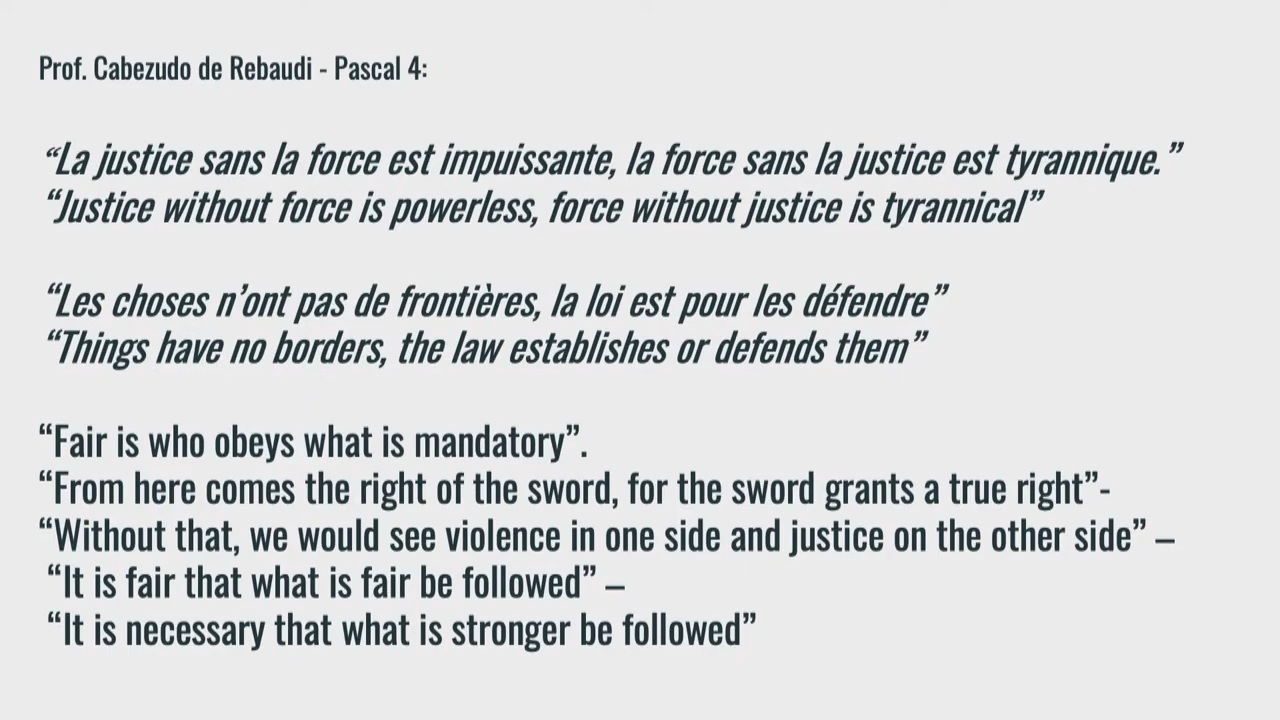 Prof. Cabezudo de Rebaudi - Pascal 4:
“La justice sans la force est impuissante, la force sans la justice est tyrannique.”
“Justice without force is powerless, force without justice is tyrannical”
“Les choses n’ont pas de frontières, la loi est pour les défendre”
“Things have no borders, the law establishes or defends them”
“Fair is who obeys what is mandatory”.
“From here comes the right of the sword, for the sword grants a true right”-
“Without that, we would see violence in one side and justice on the other side” –
“It is fair that what is fair be followed” –
“It is necessary that what is stronger be followed”